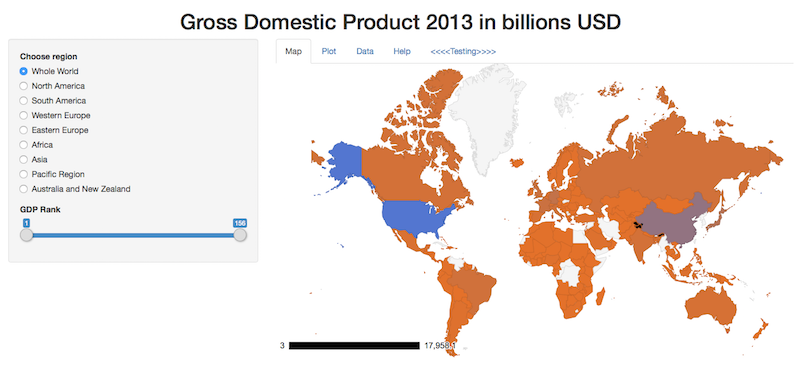 Gross Domestic Product 2013 in billions USD
Choose region
Whole World
North America
South America
Western Europe
Eastern Europe
Africa
Asia
Pacific Region
Australia and New Zealand
GDP Rank
1
156
Map Plot Data Help <<<<Testing>>>>
3 17,958.1